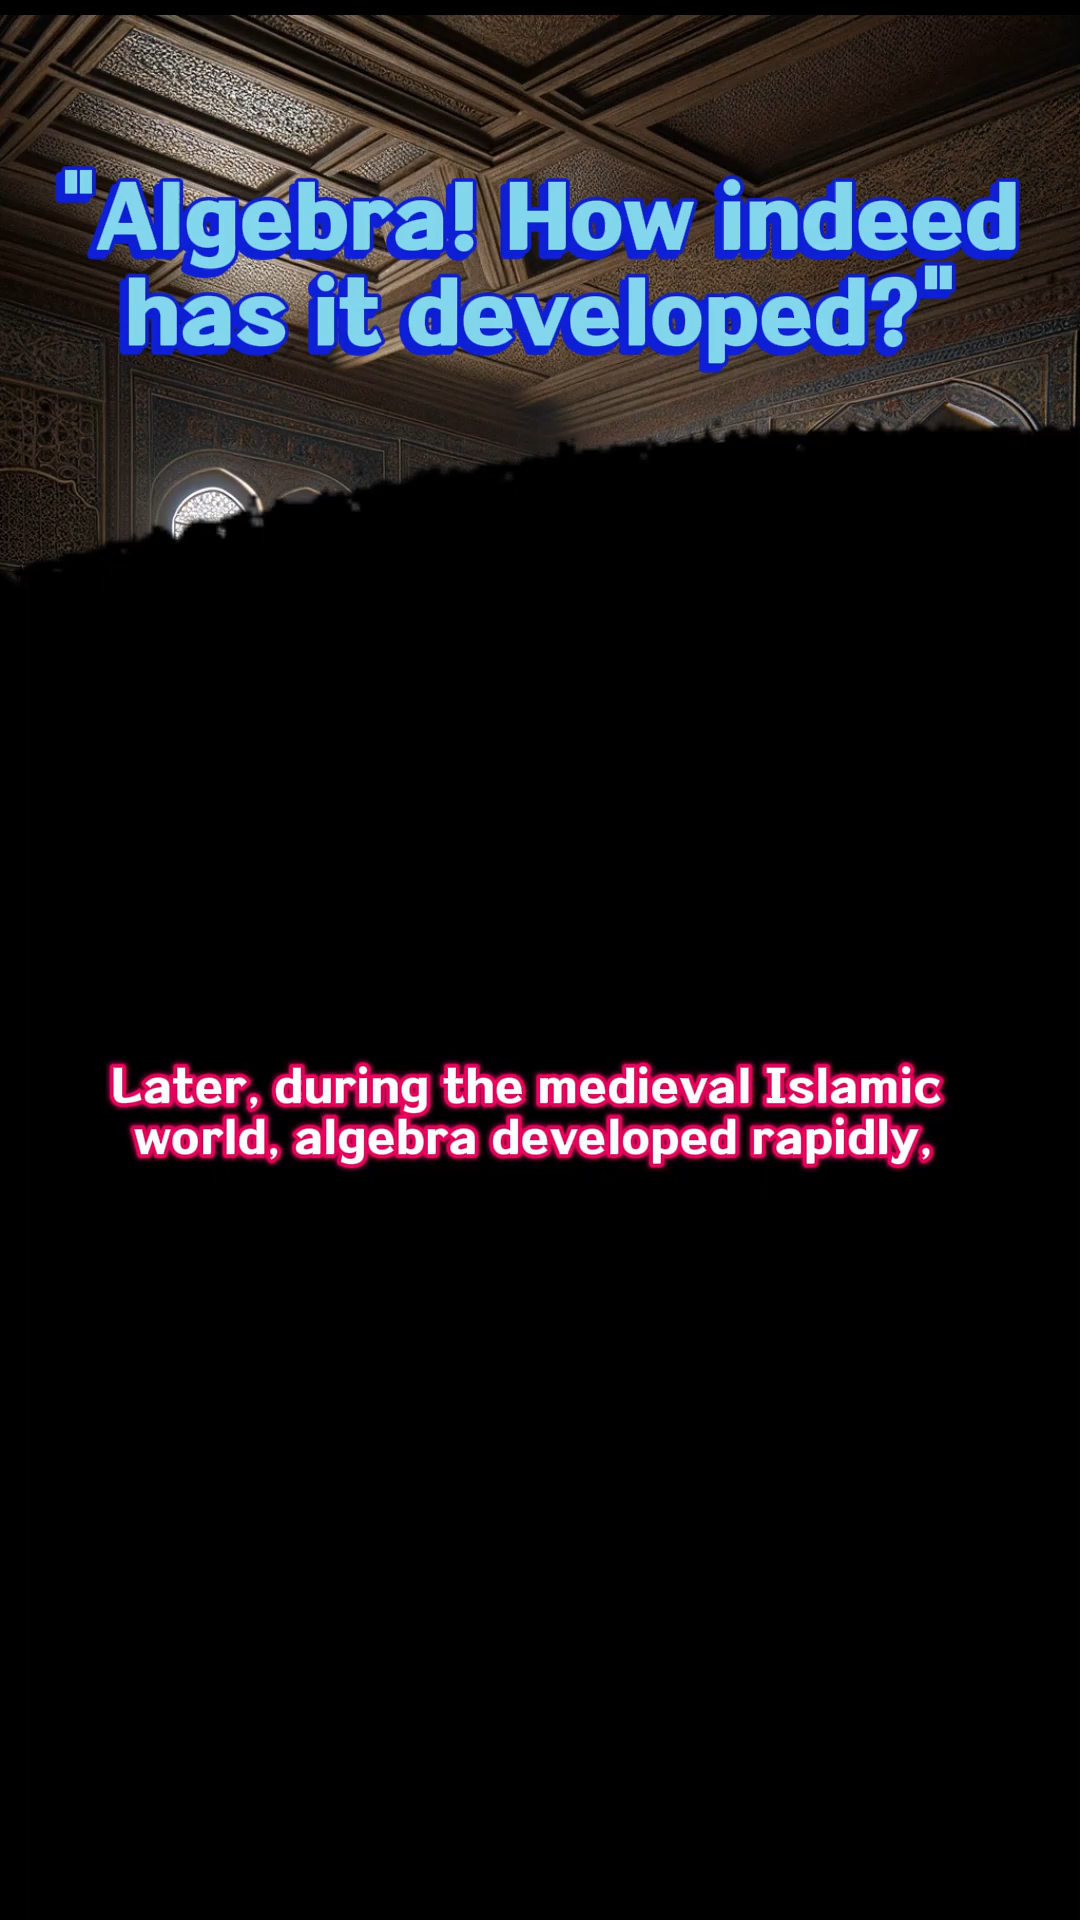 "Algebra! How indeed
has it developed?"
Later, during the medieval Islamic
world, algebra developed rapidly,